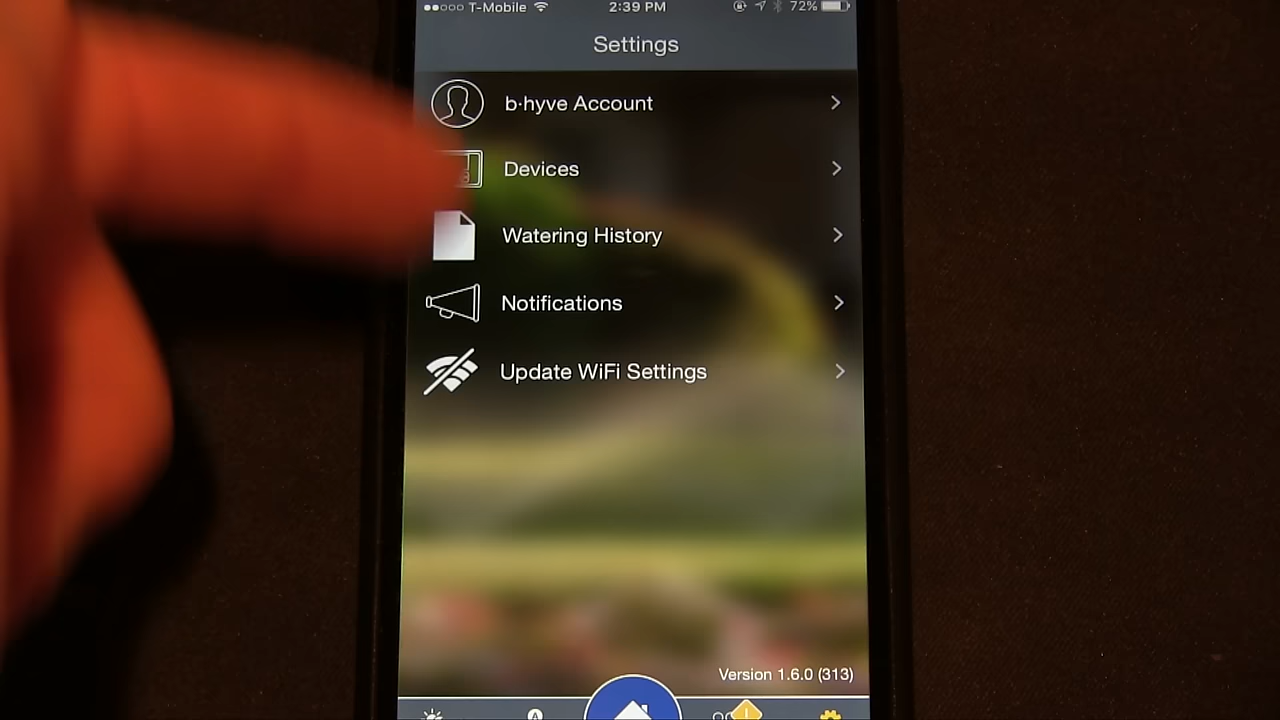 T-Mobile 2:39 PM 72%
Settings
b·hyve Account
Devices
Watering History
Notifications
Update WiFi Settings
Version 1.6.0 (313)